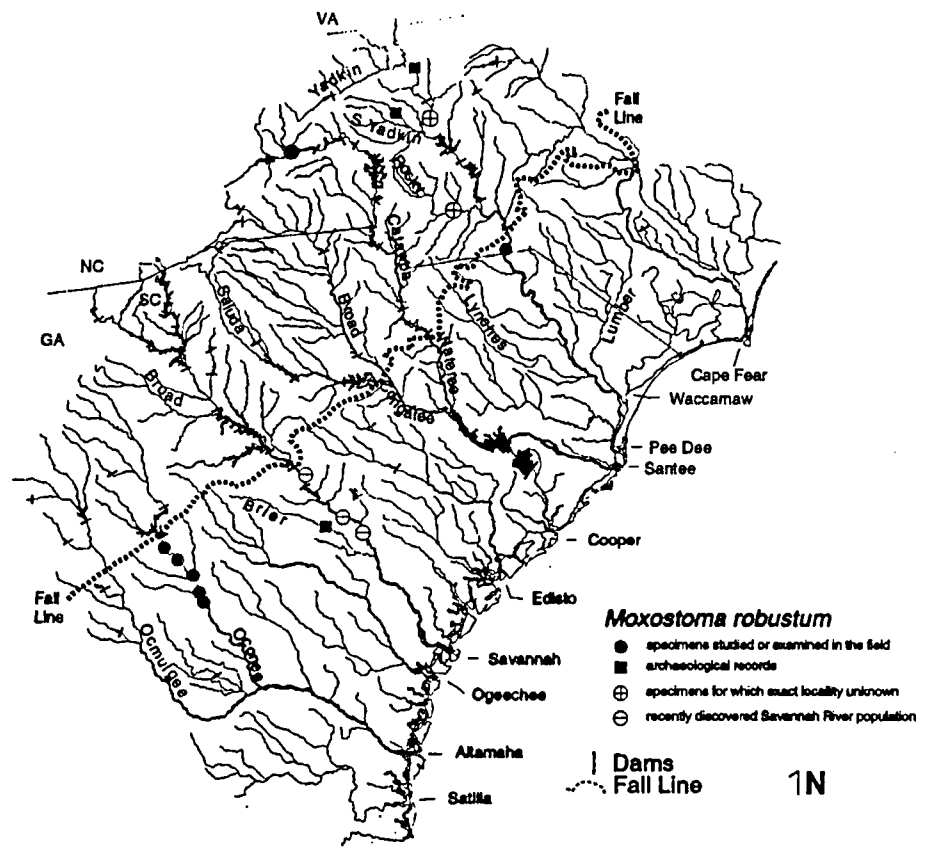 VA
Yadkin
Fall
Line
S Yadkin
Rocky
Catawba
NC
SC
Saluda
Broad
Lynches
Lumber
GA
Wateree
Cape Fear
Waccamaw
Broad
Congaree
Pee Dee
Santee
Brier
Cooper
Edisto
Fall
Line
Moxostoma robustum
specimens studied or examined in the field
archaeological records
specimens for which exact locality unknown
recently discovered Savannah River population
Ocmulgee
Oconee
Savannah
Ogeechee
Altamaha
Dams
Fall Line
1N
Satilla